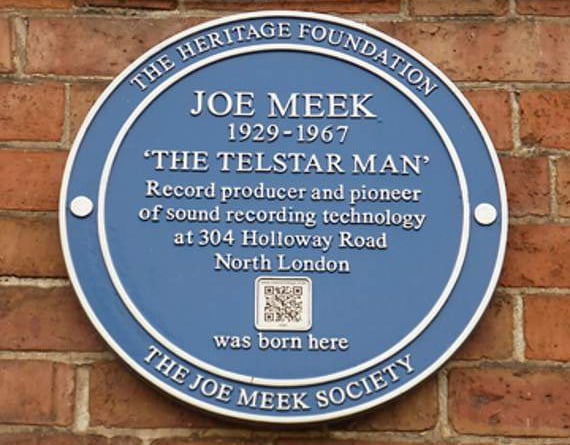 THE HERITAGE FOUNDATION
JOE MEEK
1929-1967
'THE TELSTAR MAN'
Record producer and pioneer
of sound recording technology
at 304 Holloway Road
North London
was born here
THE JOE MEEK SOCIETY